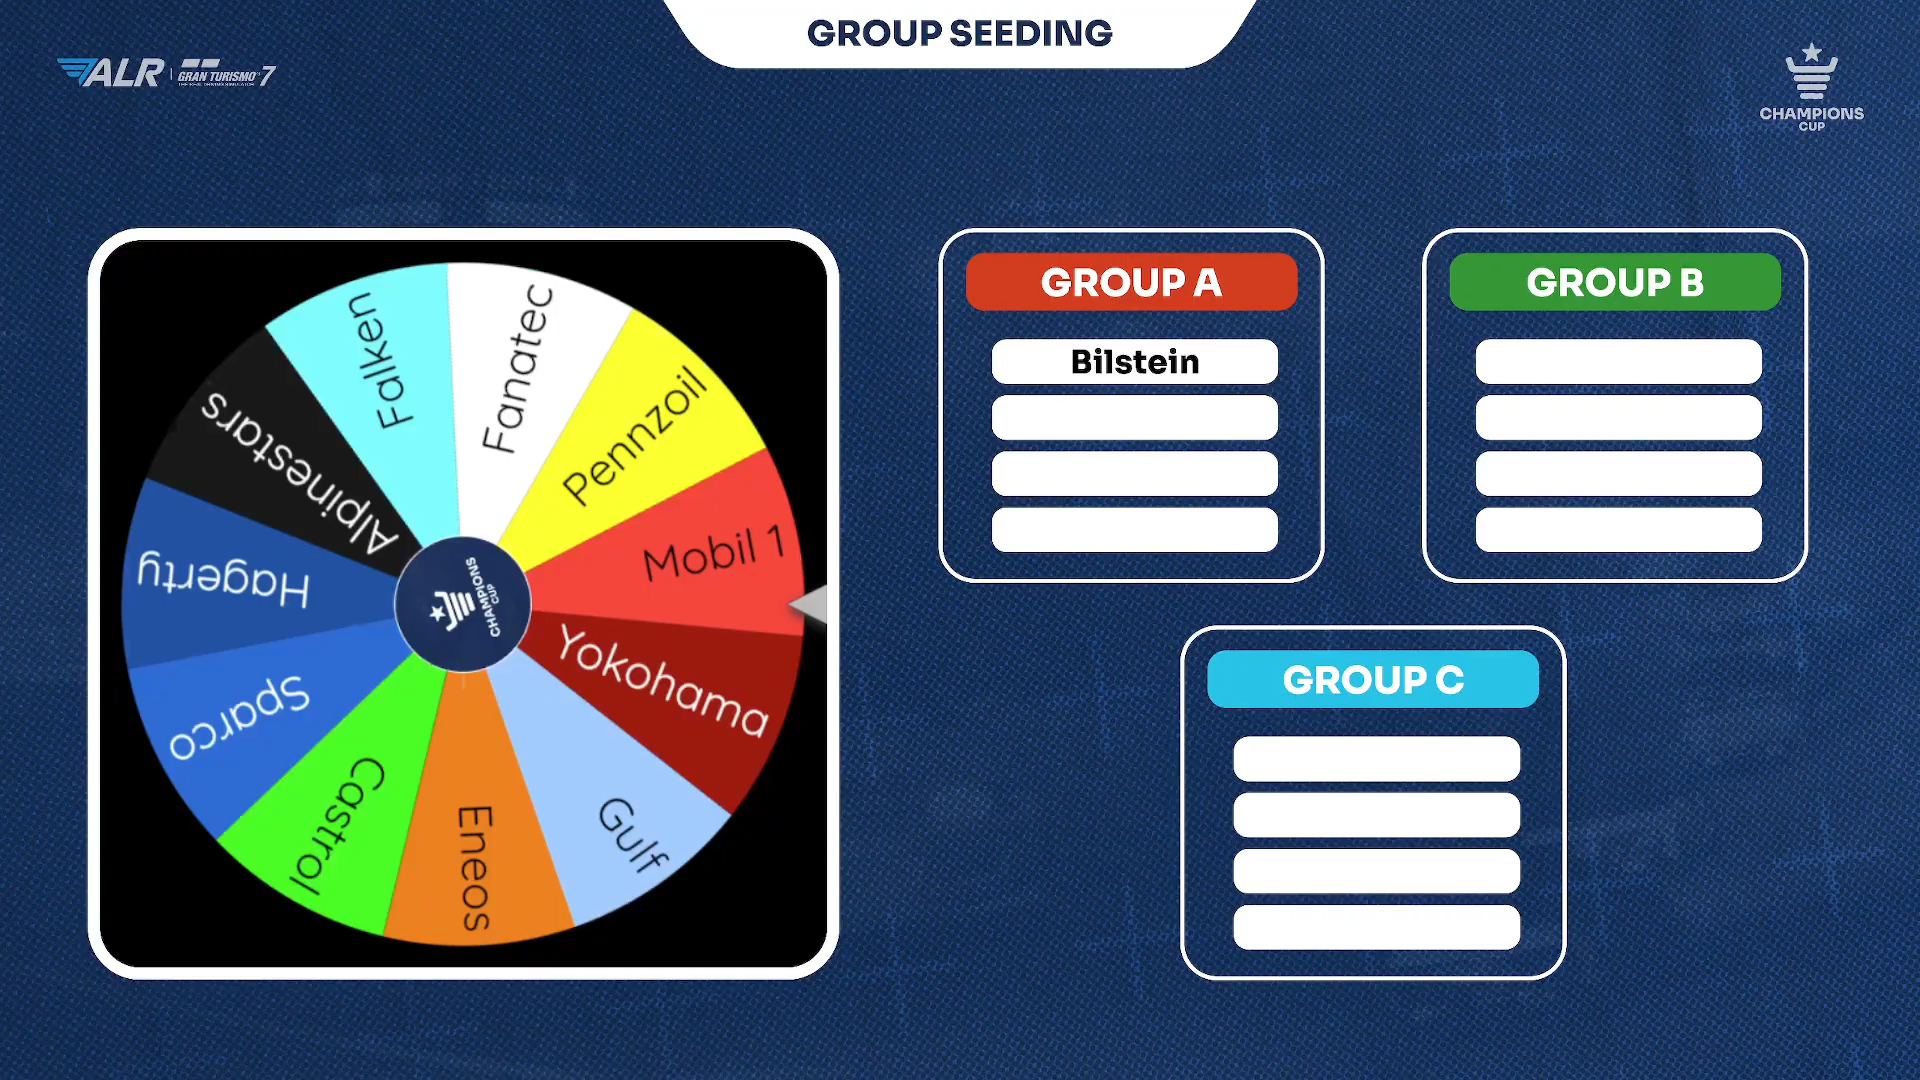 GROUP SEEDING
ALR
GRAN TURISMO 7
CHAMPIONS
CUP
Falken
Fanatec
Pennzoil
Mobil 1
Yokohama
Gulf
Eneos
Castrol
Sparco
Hagerty
Alpinestars
CHAMPIONS
CUP
GROUP A
Bilstein
GROUP B
GROUP C